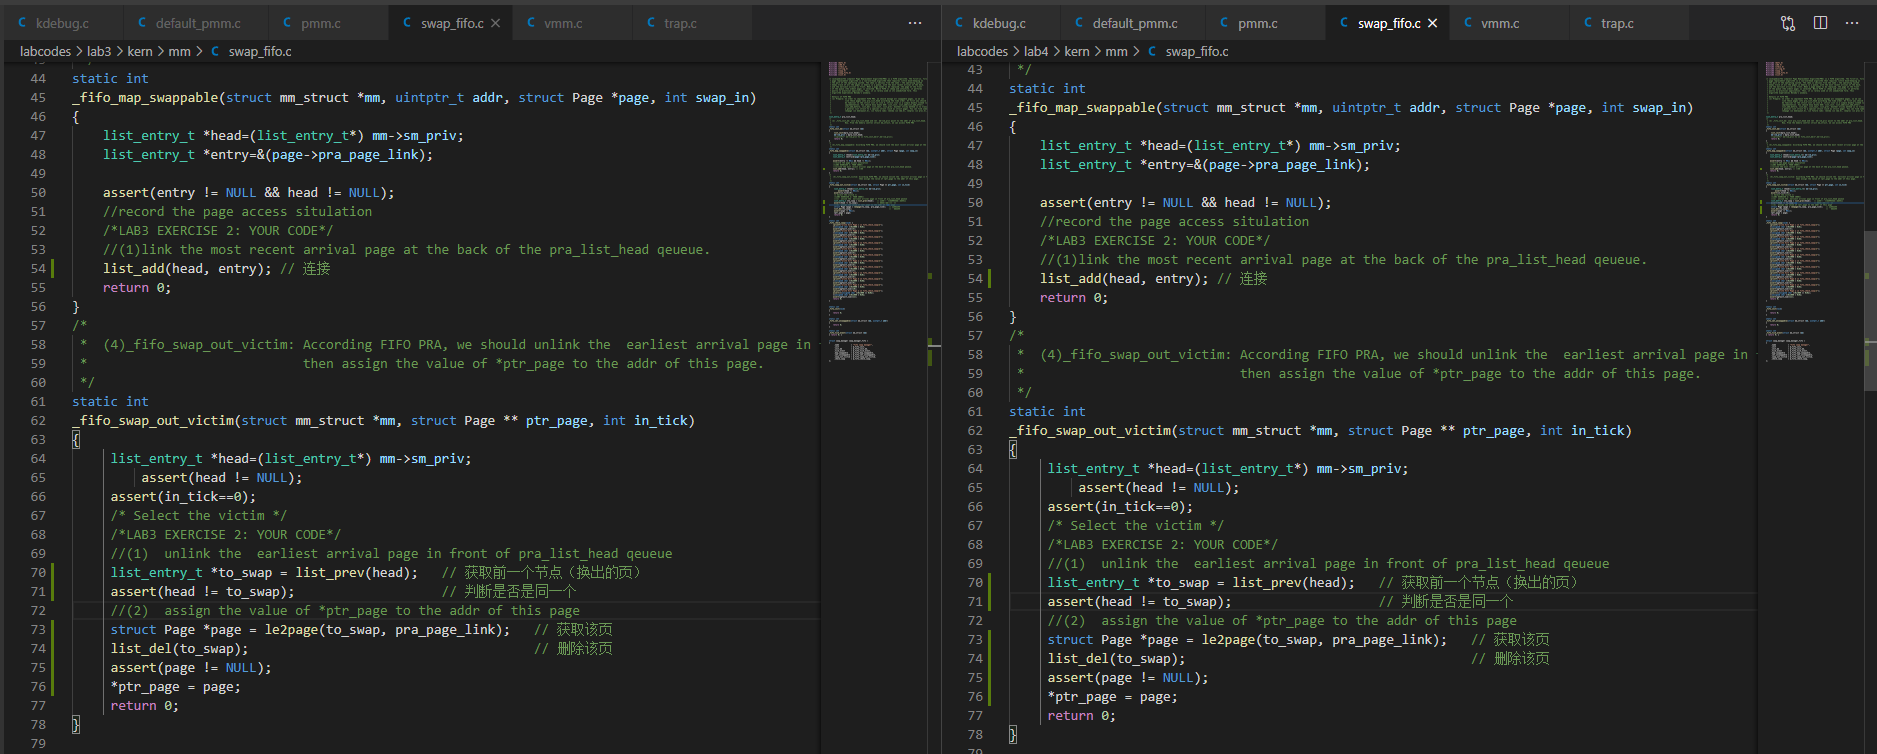 kdebug.c default_pmm.c pmm.c swap_fifo.c vmm.c trap.c
labcodes > lab3 > kern > mm > swap_fifo.c
44 static int
45 _fifo_map_swappable(struct mm_struct *mm, uintptr_t addr, struct Page *page, int swap_in)
46 {
47 list_entry_t *head=(list_entry_t*) mm->sm_priv;
48 list_entry_t *entry=&(page->pra_page_link);
49
50 assert(entry != NULL && head != NULL);
51 //record the page access situlation
52 /*LAB3 EXERCISE 2: YOUR CODE*/
53 //(1)link the most recent arrival page at the back of the pra_list_head qeueue.
54 list_add(head, entry); // 连接
55 return 0;
56 }
57 /*
58 * (4)_fifo_swap_out_victim: According FIFO PRA, we should unlink the  earliest arrival page in
59 * then assign the value of *ptr_page to the addr of this page.
60 */
61 static int
62 _fifo_swap_out_victim(struct mm_struct *mm, struct Page ** ptr_page, int in_tick)
63 {
64 list_entry_t *head=(list_entry_t*) mm->sm_priv;
65 assert(head != NULL);
66 assert(in_tick==0);
67 /* Select the victim */
68 /*LAB3 EXERCISE 2: YOUR CODE*/
69 //(1)  unlink the  earliest arrival page in front of pra_list_head qeueue
70 list_entry_t *to_swap = list_prev(head);   // 获取前一个节点（换出的页）
71 assert(head != to_swap);                   // 判断是否是同一个
72 //(2)  assign the value of *ptr_page to the addr of this page
73 struct Page *page = le2page(to_swap, pra_page_link);   // 获取该页
74 list_del(to_swap);                                     // 删除该页
75 assert(page != NULL);
76 *ptr_page = page;
77 return 0;
78 }
79
kdebug.c default_pmm.c pmm.c swap_fifo.c vmm.c trap.c
labcodes > lab4 > kern > mm > swap_fifo.c
43 */
44 static int
45 _fifo_map_swappable(struct mm_struct *mm, uintptr_t addr, struct Page *page, int swap_in)
46 {
47 list_entry_t *head=(list_entry_t*) mm->sm_priv;
48 list_entry_t *entry=&(page->pra_page_link);
49
50 assert(entry != NULL && head != NULL);
51 //record the page access situlation
52 /*LAB3 EXERCISE 2: YOUR CODE*/
53 //(1)link the most recent arrival page at the back of the pra_list_head qeueue.
54 list_add(head, entry); // 连接
55 return 0;
56 }
57 /*
58 * (4)_fifo_swap_out_victim: According FIFO PRA, we should unlink the  earliest arrival page in
59 * then assign the value of *ptr_page to the addr of this page.
60 */
61 static int
62 _fifo_swap_out_victim(struct mm_struct *mm, struct Page ** ptr_page, int in_tick)
63 {
64 list_entry_t *head=(list_entry_t*) mm->sm_priv;
65 assert(head != NULL);
66 assert(in_tick==0);
67 /* Select the victim */
68 /*LAB3 EXERCISE 2: YOUR CODE*/
69 //(1)  unlink the  earliest arrival page in front of pra_list_head qeueue
70 list_entry_t *to_swap = list_prev(head);   // 获取前一个节点（换出的页）
71 assert(head != to_swap);                   // 判断是否是同一个
72 //(2)  assign the value of *ptr_page to the addr of this page
73 struct Page *page = le2page(to_swap, pra_page_link);   // 获取该页
74 list_del(to_swap);                                     // 删除该页
75 assert(page != NULL);
76 *ptr_page = page;
77 return 0;
78 }
79